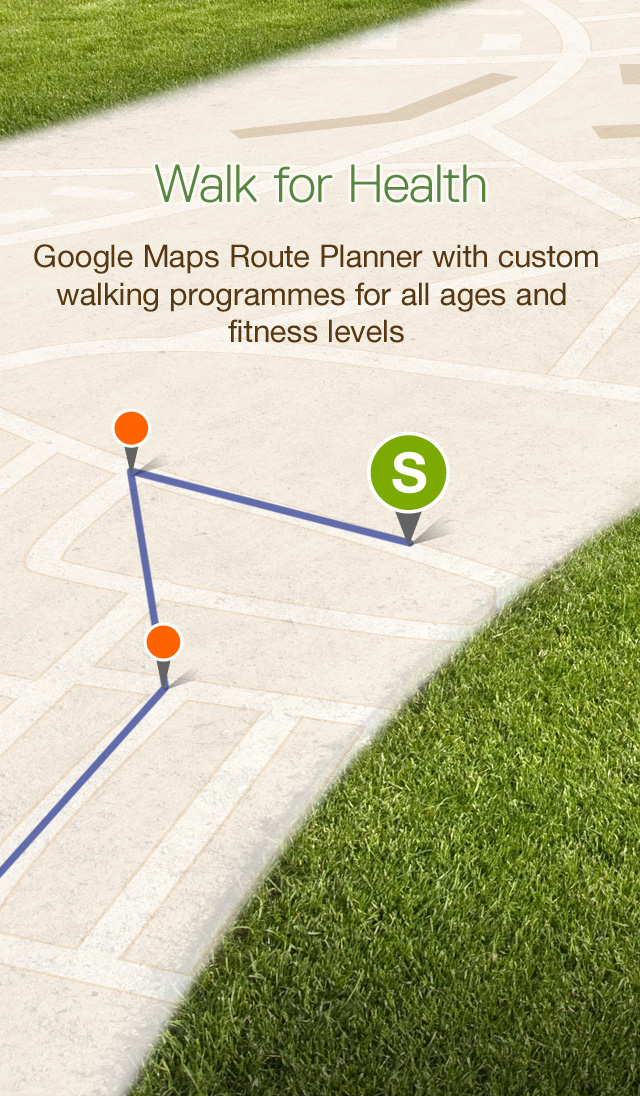 Walk for Health
Google Maps Route Planner with custom
walking programmes for all ages and
fitness levels
S